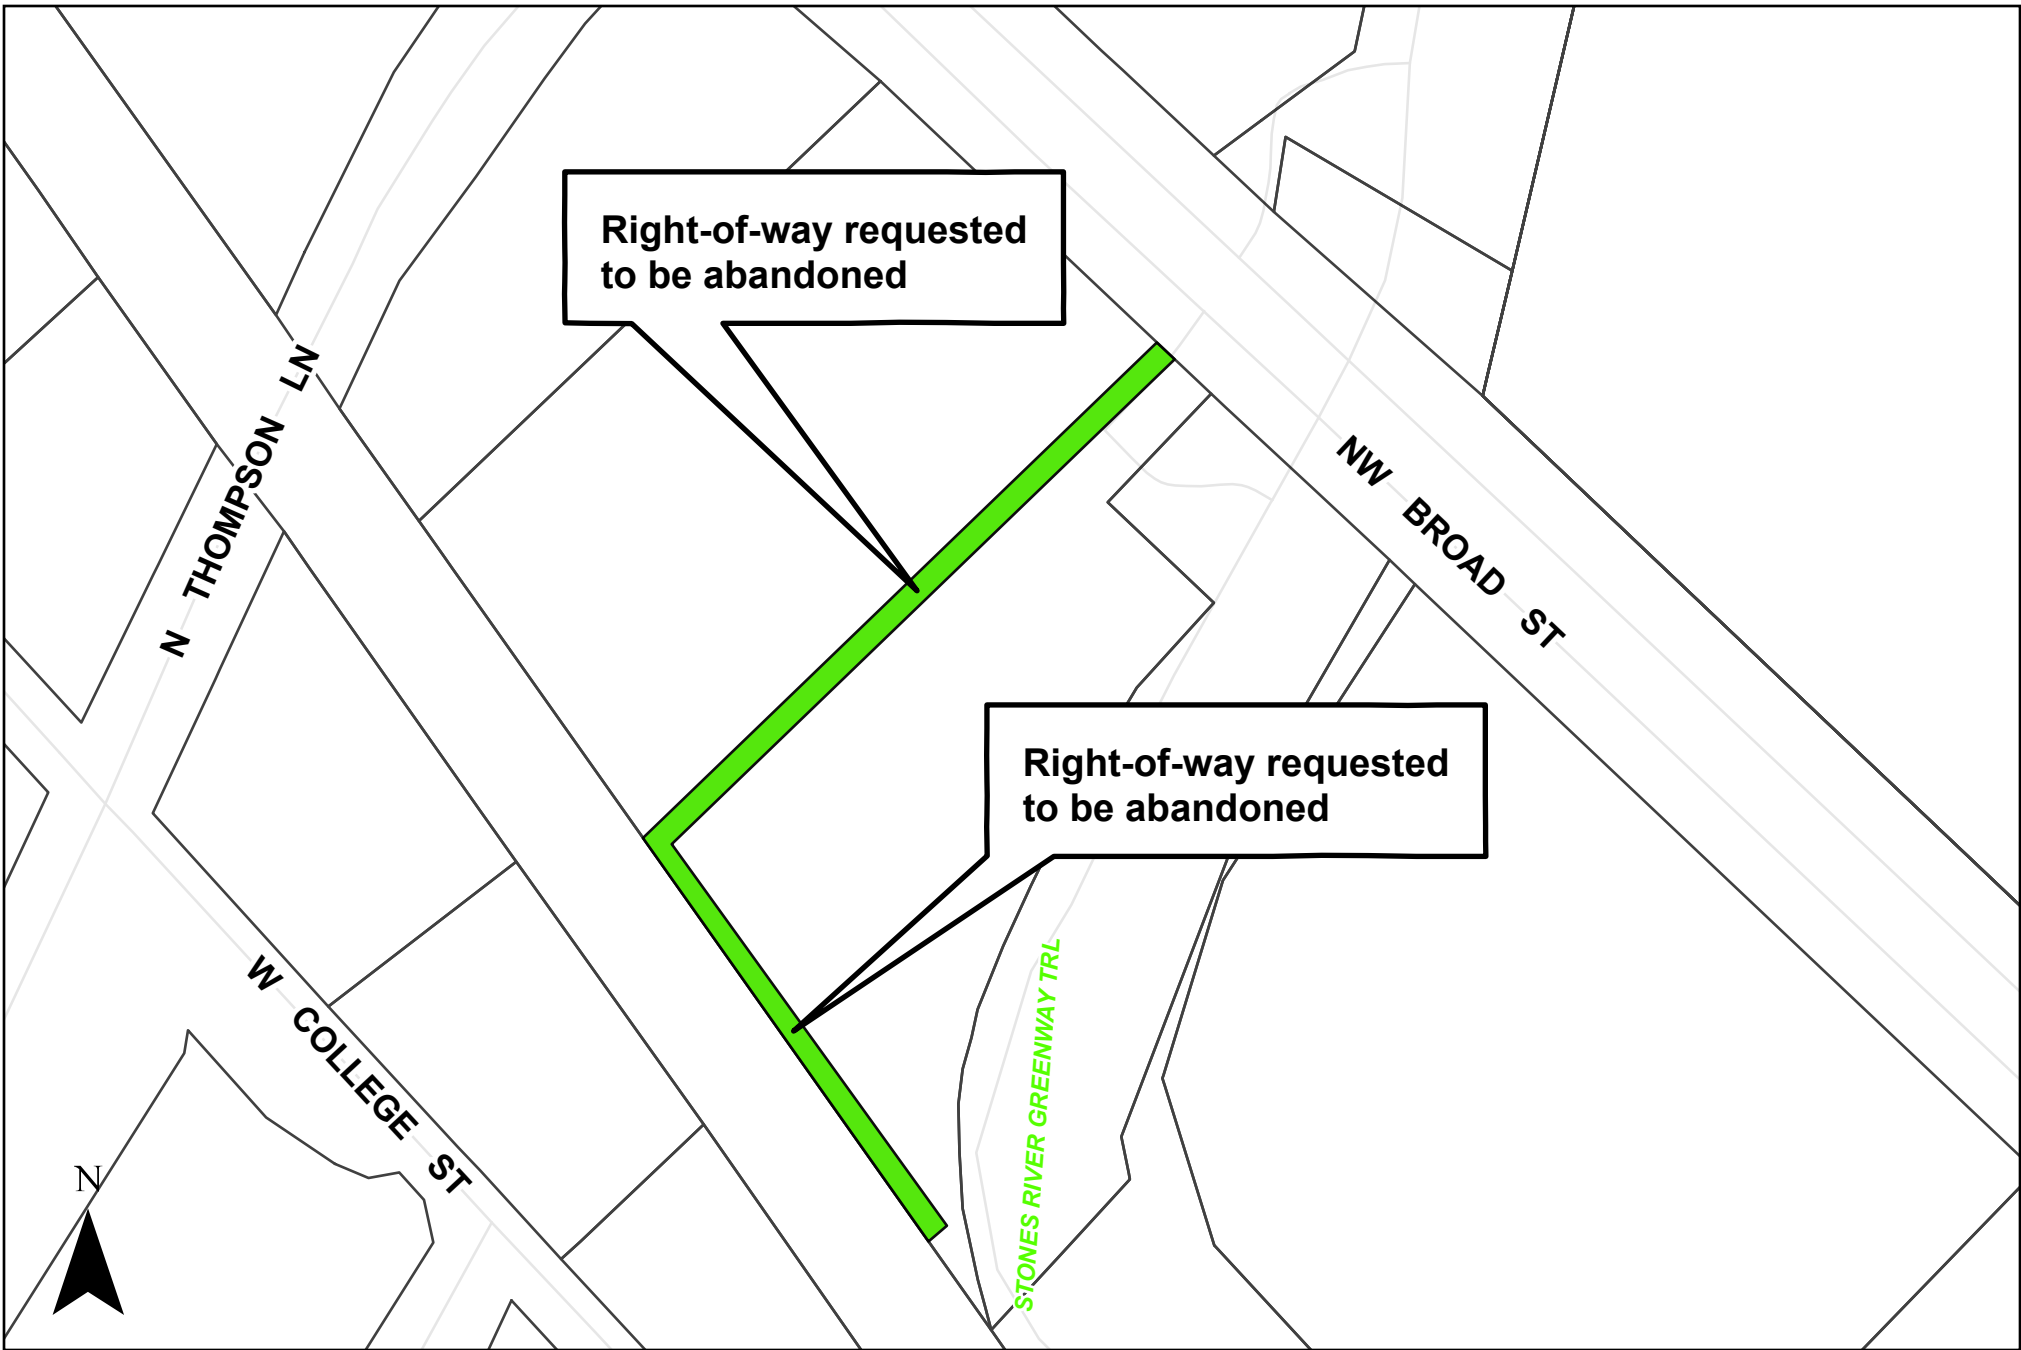 Right-of-way requested
to be abandoned
N THOMPSON LN
NW BROAD ST
Right-of-way requested
to be abandoned
STONES RIVER GREENWAY TRL
W COLLEGE ST
N